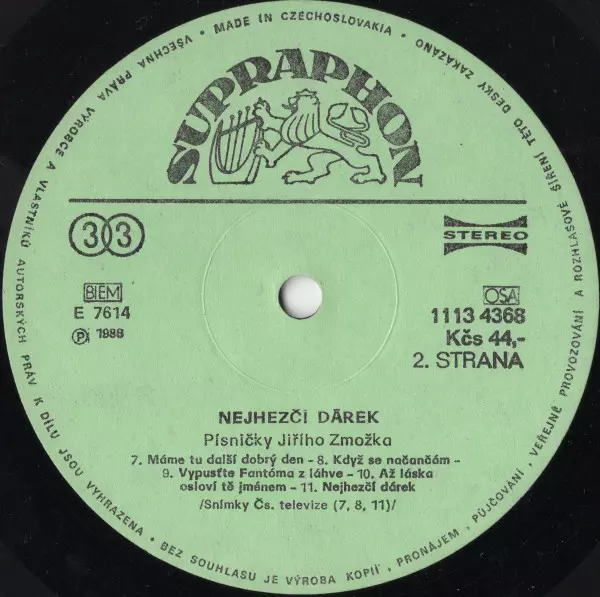 VŠECHNA PRÁVA VÝROBCE A VLASTNÍKŮ AUTORSKÝCH PRÁV K DÍLU JSOU VYHRAZENA • BEZ SOUHLASU JE VÝROBA KOPIÍ, PRONÁJEM, PŮJČOVÁNÍ, VEŘEJNÉ PROVOZOVÁNÍ A ROZHLASOVÉ ŠÍŘENÍ TÉTO DESKY ZAKÁZÁNO • MADE IN CZECHOSLOVAKIA •
SUPRAPHON
33
STEREO
BIEM
OSA
E 7614
1113 4368
Ⓟ 1988
Kčs 44,-
2. STRANA
NEJHEZČÍ DÁREK
Písničky Jiřího Zmožka
7. Máme tu další dobrý den - 8. Když se načančám -
9. Vypusťte Fantóma z láhve - 10. Až láska
osloví tě jménem - 11. Nejhezčí dárek
/Snímky Čs. televize (7, 8, 11)/